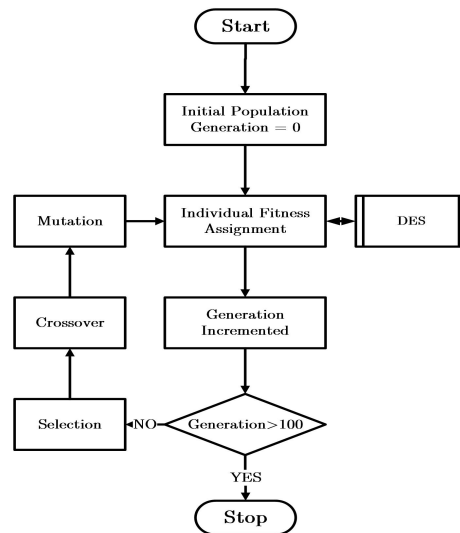 Start
Initial Population
Generation = 0
Mutation
Individual Fitness
Assignment
DES
Crossover
Generation
Incremented
Selection
NO
Generation>100
YES
Stop